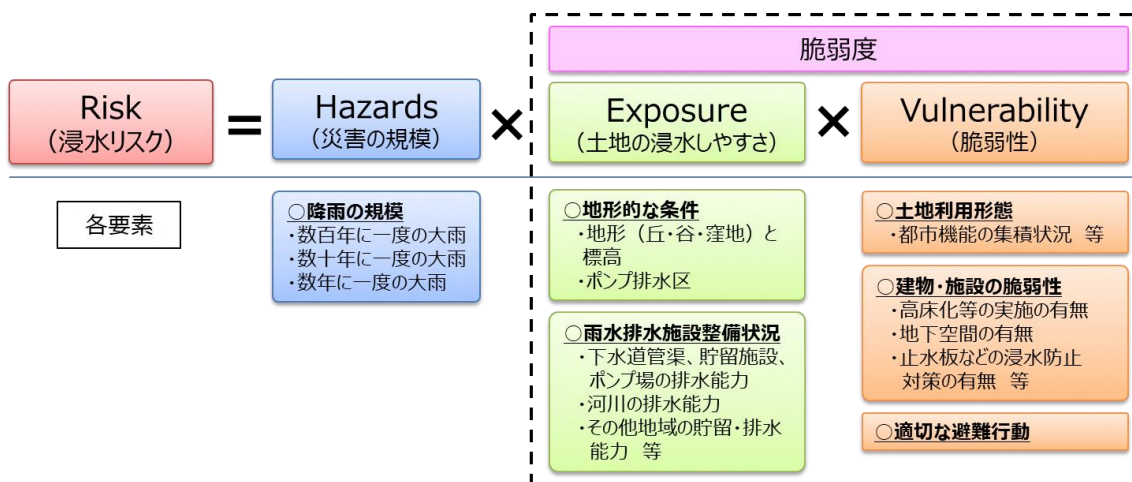 脆弱度
Risk
(浸水リスク)
=
Hazards
(災害の規模)
×
Exposure
(土地の浸水しやすさ)
×
Vulnerability
(脆弱性)
各要素
○降雨の規模
・数百年に一度の大雨
・数十年に一度の大雨
・数年に一度の大雨
○地形的な条件
・地形（丘・谷・窪地）と
標高
・ポンプ排水区
○雨水排水施設整備状況
・下水道管渠、貯留施設、
ポンプ場の排水能力
・河川の排水能力
・その他地域の貯留・排水
能力 等
○土地利用形態
・都市機能の集積状況 等
○建物・施設の脆弱性
・高床化等の実施の有無
・地下空間の有無
・止水板などの浸水防止
対策の有無 等
○適切な避難行動